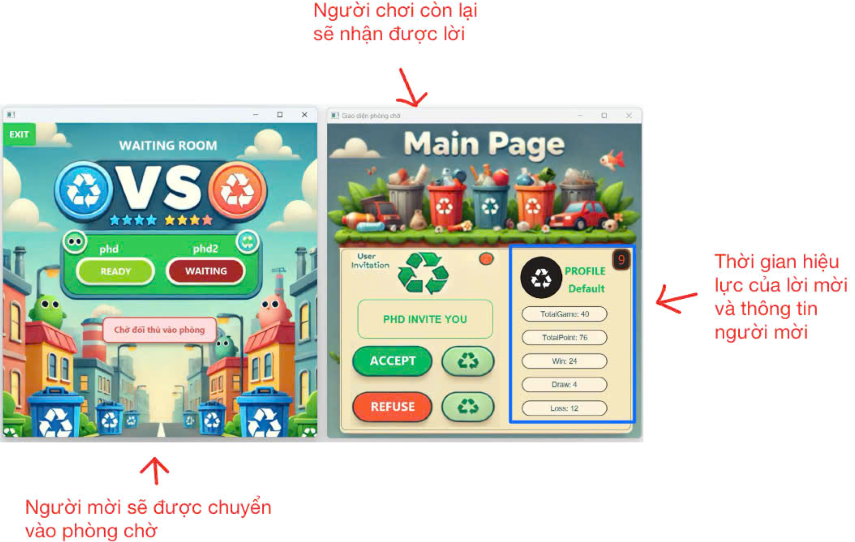 Người chơi còn lại
sẽ nhận được lời
EXIT
WAITING ROOM
VS
phd
phd2
READY
WAITING
Chờ đối thủ vào phòng
Giao diện phòng chờ
Main Page
User
Invitation
PHD INVITE YOU
ACCEPT
REFUSE
9
PROFILE
Default
TotalGame: 40
TotalPoint: 76
Win: 24
Draw: 4
Loss: 12
Thời gian hiệu
lực của lời mời
và thông tin
người mời
Người mời sẽ được chuyển
vào phòng chờ